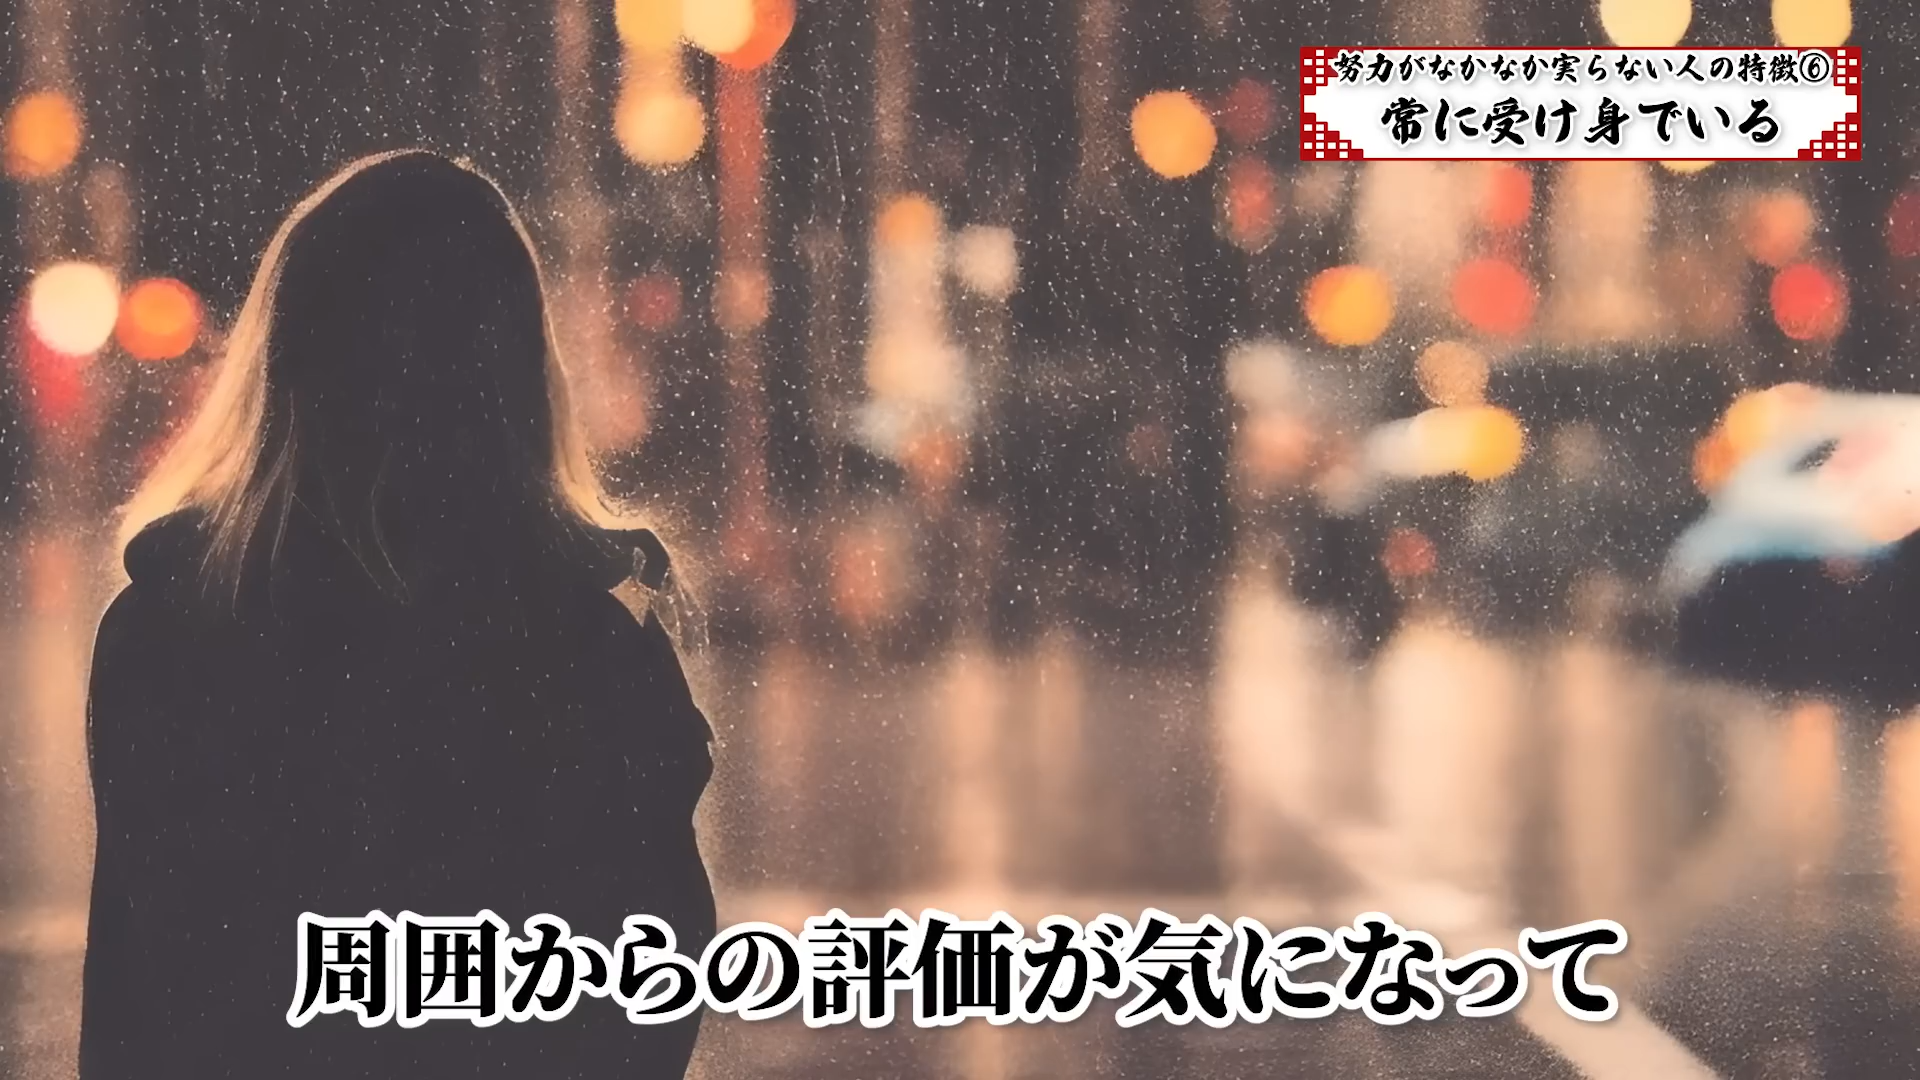 努力がなかなか実らない人の特徴⑥
常に受け身でいる
周囲からの評価が気になって